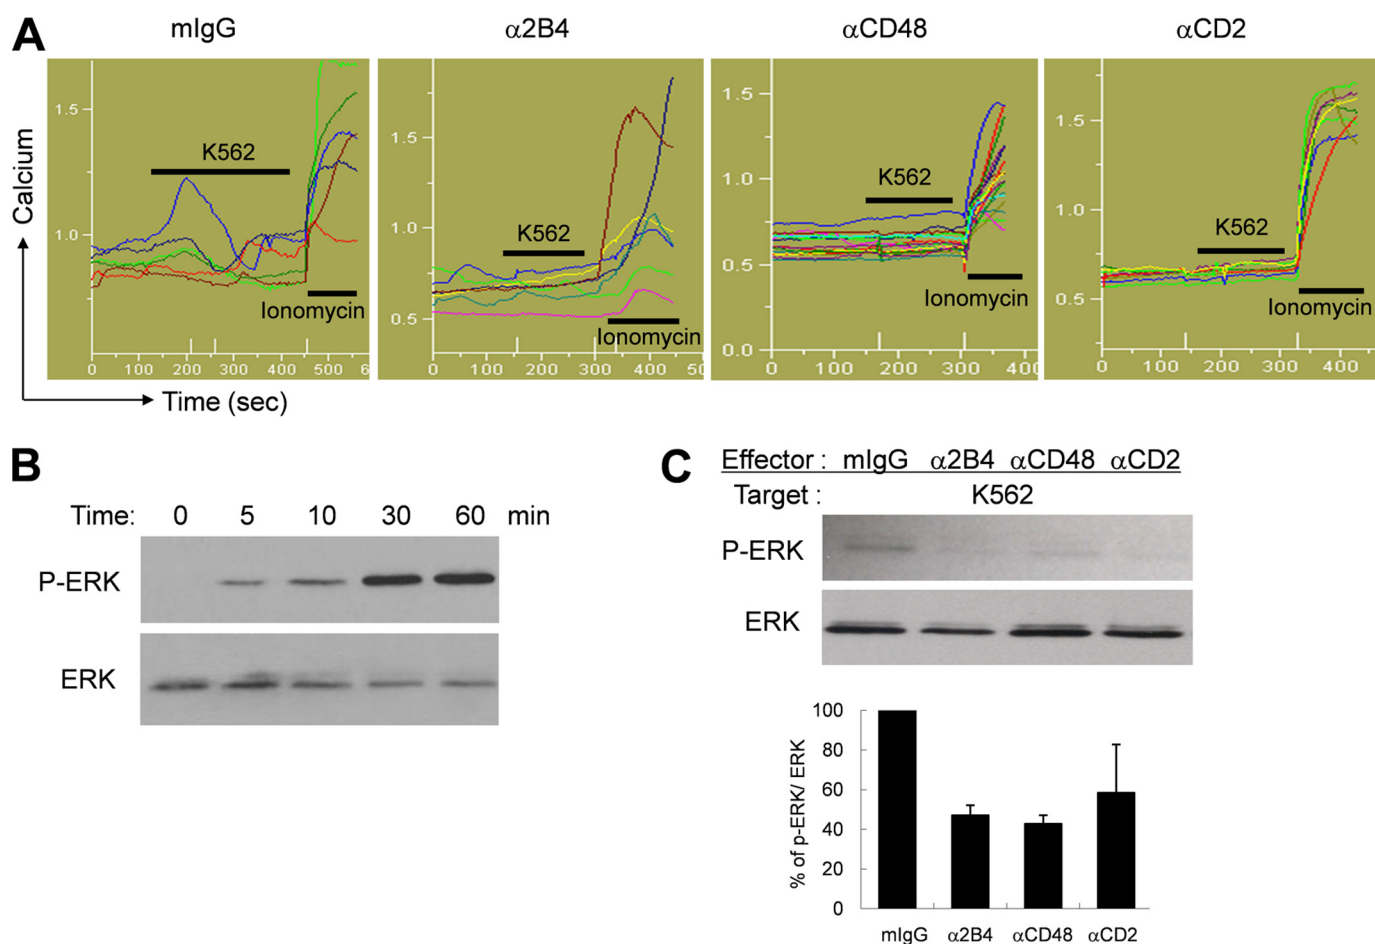 A
mIgG
α2B4
αCD48
αCD2
Calcium
Time (sec)
1.5
1.0
K562
Ionomycin
0 100 200 300 400 500 6
1.5
1.0
0.5
K562
Ionomycin
0 100 200 300 400 50
1.5
1.0
0.5
0.0
K562
Ionomycin
0 100 200 300 40
1.5
1.0
0.5
K562
Ionomycin
0 100 200 300 400
B
Time: 0 5 10 30 60 min
P-ERK
ERK
C
Effector : mIgG α2B4 αCD48 αCD2
Target : K562
P-ERK
ERK
% of p-ERK/ ERK
100
80
60
40
20
0
mIgG α2B4 αCD48 αCD2